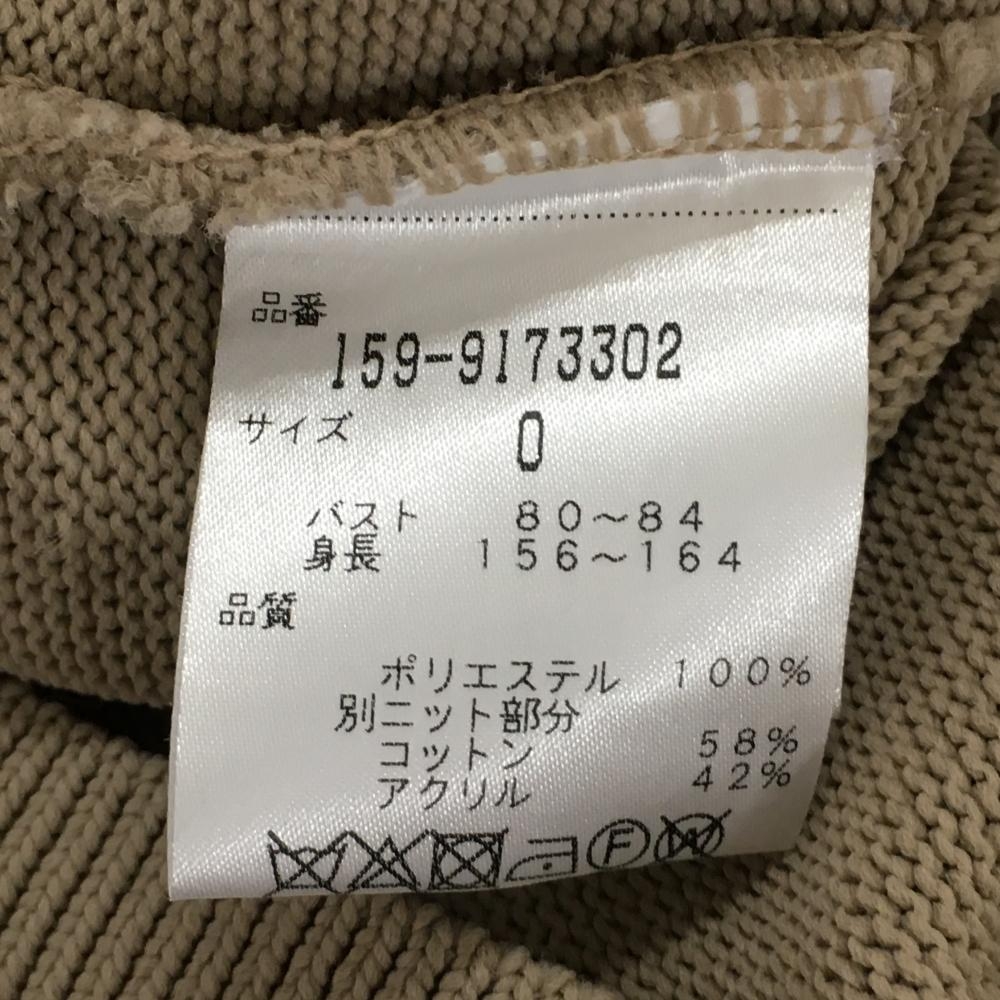 品番
159-9173302
サイズ 0
バスト 80～84
身長 156～164
品質
ポリエステル 100%
別ニット部分
コットン 58%
アクリル 42%
F W